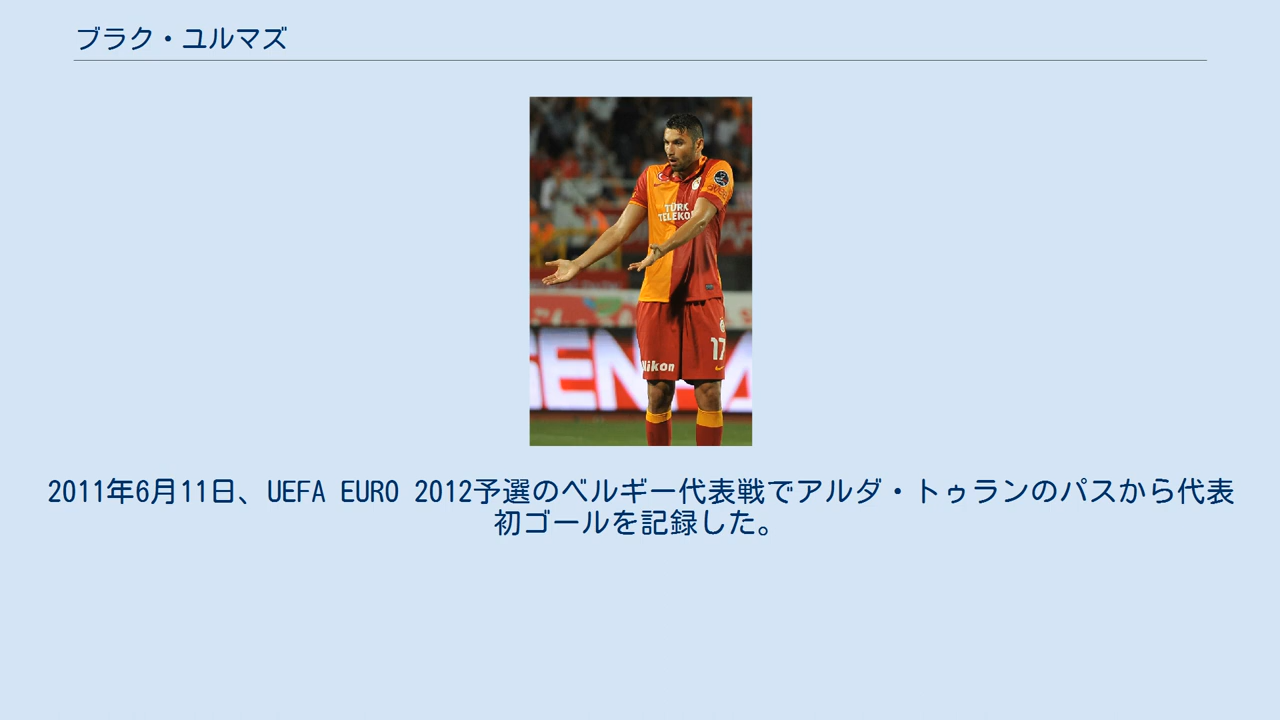 ブラク・ユルマズ
TÜRK
TELEKO
17
Nikon
SEN
2011年6月11日、UEFA EURO 2012予選のベルギー代表戦でアルダ・トゥランのパスから代表
初ゴールを記録した。